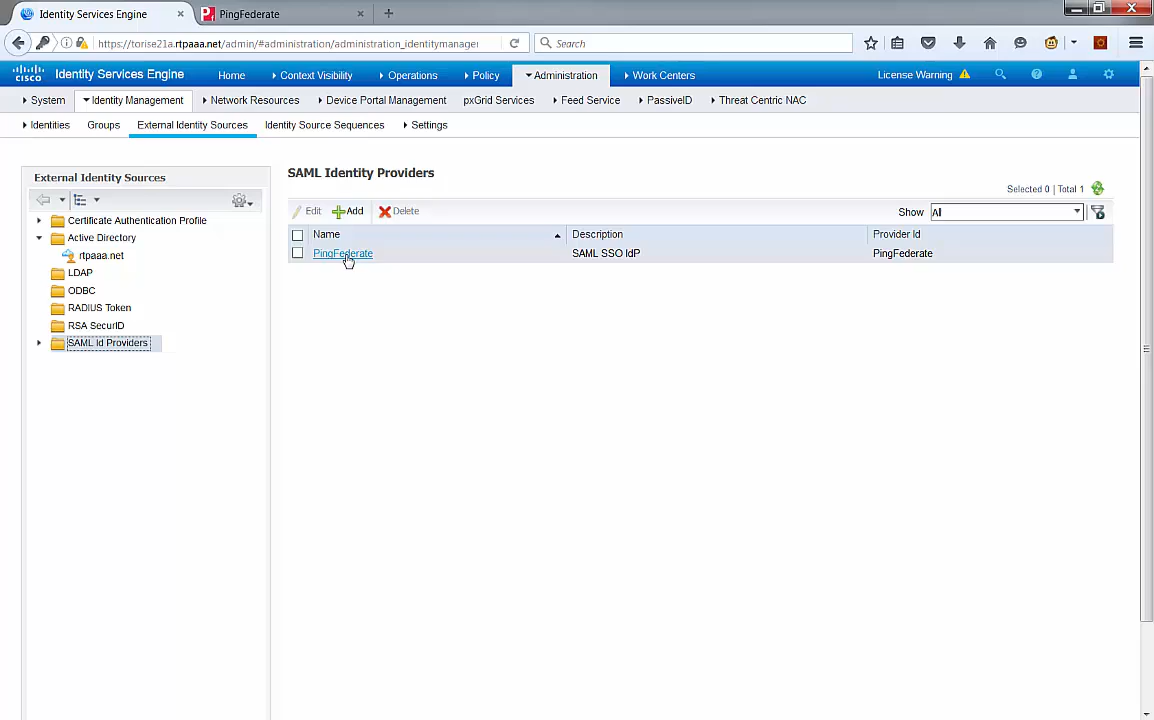 Identity Services Engine
PingFederate
https://torise21a.rtpaaa.net/admin/#administration/administration_identitymanager
Search
cisco
Identity Services Engine
Home
Context Visibility
Operations
Policy
Administration
Work Centers
License Warning
System
Identity Management
Network Resources
Device Portal Management
pxGrid Services
Feed Service
PassiveID
Threat Centric NAC
Identities
Groups
External Identity Sources
Identity Source Sequences
Settings
External Identity Sources
Certificate Authentication Profile
Active Directory
rtpaaa.net
LDAP
ODBC
RADIUS Token
RSA SecurID
SAML Id Providers
SAML Identity Providers
Selected 0 | Total 1
Edit
Add
Delete
Show
All
Name
Description
Provider Id
PingFederate
SAML SSO IdP
PingFederate